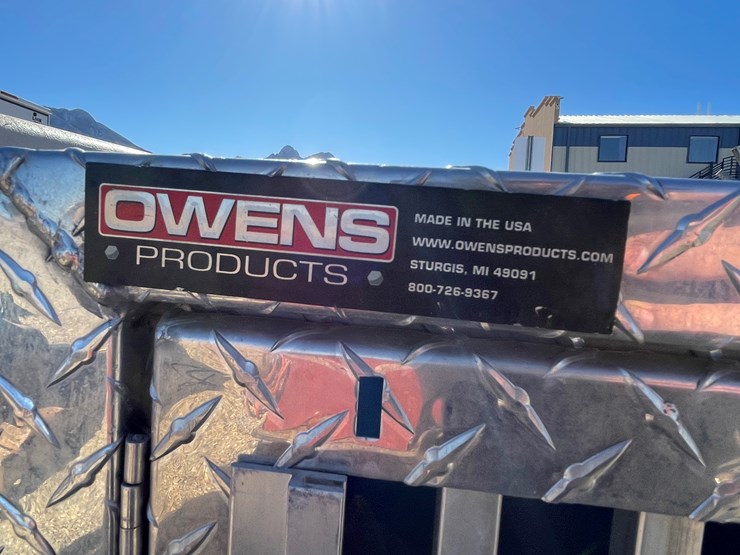 OWENS
PRODUCTS
MADE IN THE USA
WWW.OWENSPRODUCTS.COM
STURGIS, MI 49091
800-726-9367